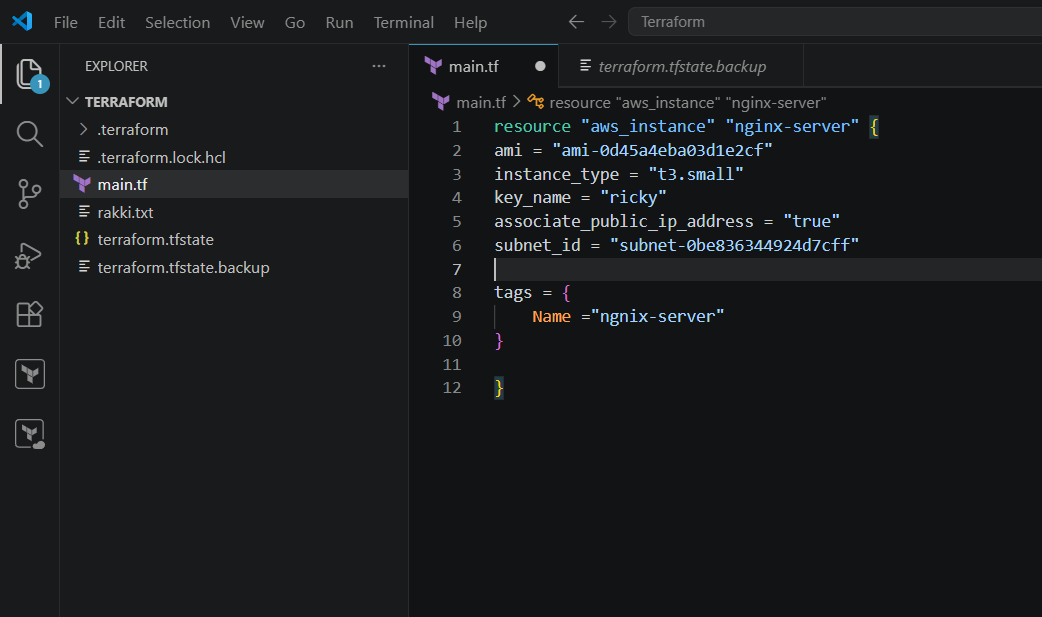 File Edit Selection View Go Run Terminal Help Terraform
1
EXPLORER ...
TERRAFORM
.terraform
.terraform.lock.hcl
main.tf
rakki.txt
terraform.tfstate
terraform.tfstate.backup
main.tf terraform.tfstate.backup
main.tf > resource "aws_instance" "nginx-server"
1 resource "aws_instance" "nginx-server" {
2 ami = "ami-0d45a4eba03d1e2cf"
3 instance_type = "t3.small"
4 key_name = "ricky"
5 associate_public_ip_address = "true"
6 subnet_id = "subnet-0be836344924d7cff"
7
8 tags = {
9 Name ="ngnix-server"
10 }
11
12 }